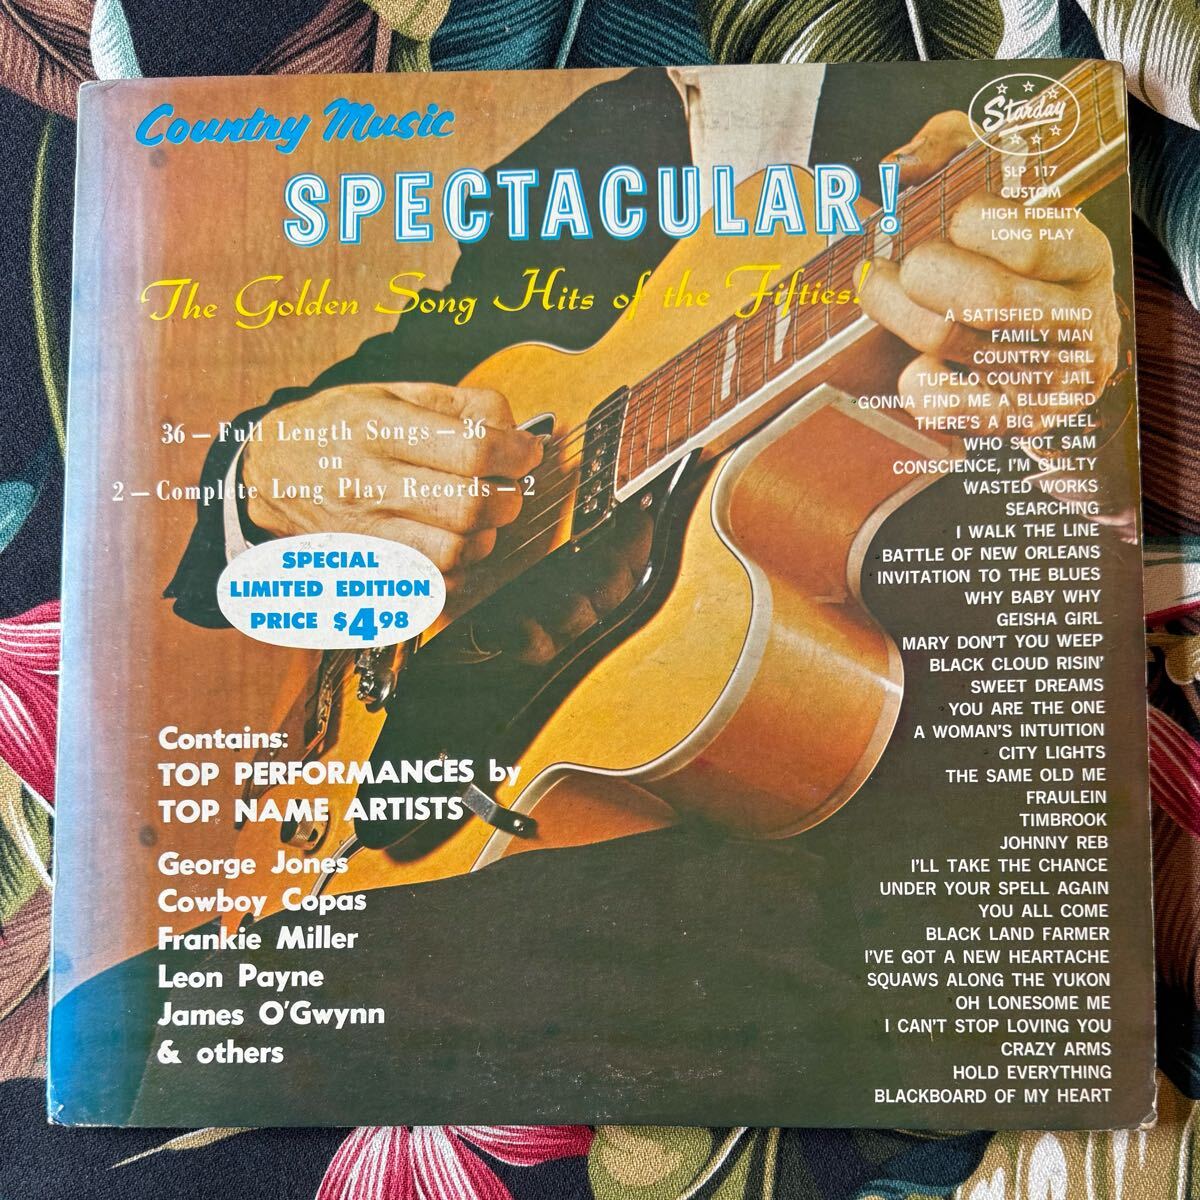 Country Music
SPECTACULAR!
The Golden Song Hits of the Fifties!
Starday
SLP 117
CUSTOM
HIGH FIDELITY
LONG PLAY
36 — Full Length Songs — 36
on
2 — Complete Long Play Records — 2
SPECIAL
LIMITED EDITION
PRICE $4.98
Contains:
TOP PERFORMANCES by
TOP NAME ARTISTS
George Jones
Cowboy Copas
Frankie Miller
Leon Payne
James O'Gwynn
& others
A SATISFIED MIND
FAMILY MAN
COUNTRY GIRL
TUPELO COUNTY JAIL
GONNA FIND ME A BLUEBIRD
THERE'S A BIG WHEEL
WHO SHOT SAM
CONSCIENCE, I'M GUILTY
WASTED WORKS
SEARCHING
I WALK THE LINE
BATTLE OF NEW ORLEANS
INVITATION TO THE BLUES
WHY BABY WHY
GEISHA GIRL
MARY DON'T YOU WEEP
BLACK CLOUD RISIN'
SWEET DREAMS
YOU ARE THE ONE
A WOMAN'S INTUITION
CITY LIGHTS
THE SAME OLD ME
FRAULEIN
TIMBROOK
JOHNNY REB
I'LL TAKE THE CHANCE
UNDER YOUR SPELL AGAIN
YOU ALL COME
BLACK LAND FARMER
I'VE GOT A NEW HEARTACHE
SQUAWS ALONG THE YUKON
OH LONESOME ME
I CAN'T STOP LOVING YOU
CRAZY ARMS
HOLD EVERYTHING
BLACKBOARD OF MY HEART